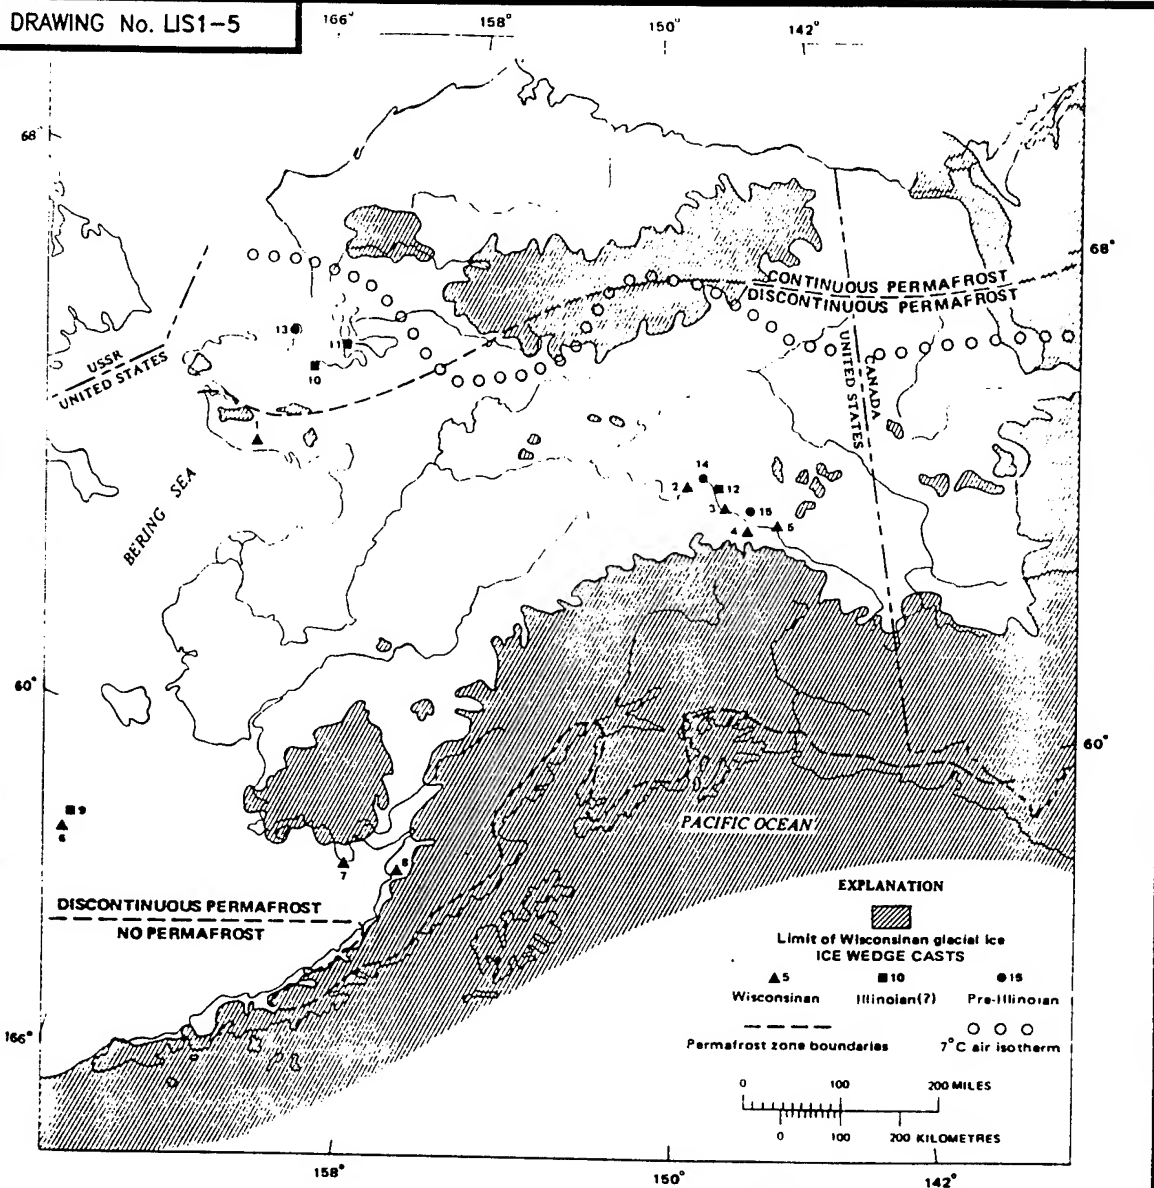 DRAWING No. LIS1-5
166°
158°
150°
142°
68°
68°
CONTINUOUS PERMAFROST
DISCONTINUOUS PERMAFROST
13
11
10
USSR
UNITED STATES
CANADA
UNITED STATES
14
2
12
3
15
4
5
BERING SEA
60°
60°
9
6
PACIFIC OCEAN
7
8
DISCONTINUOUS PERMAFROST
NO PERMAFROST
EXPLANATION
Limit of Wisconsinan glacial ice
ICE WEDGE CASTS
5
10
15
Wisconsinan
Illinoian(?)
Pre-Illinoian
Permafrost zone boundaries
7°C air isotherm
0 100 200 MILES
0 100 200 KILOMETRES
166°
158°
150°
142°